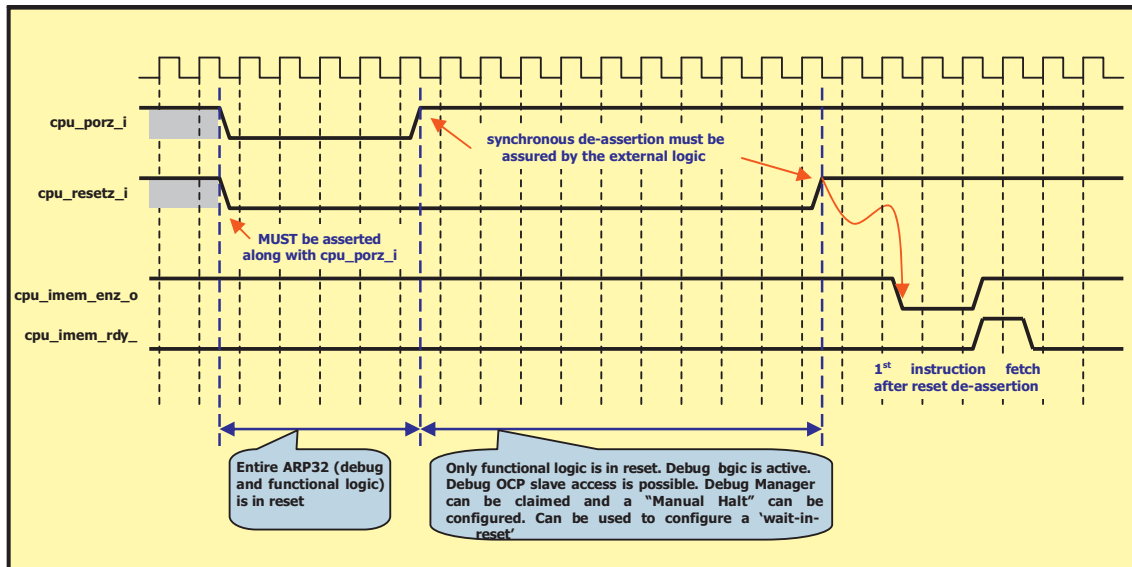 cpu_porz_i
synchronous de-assertion must be
assured by the external logic
cpu_resetz_i
MUST be asserted
along with cpu_porz_i
cpu_imem_enz_o
cpu_imem_rdy_
1st instruction fetch
after reset de-assertion
Entire ARP32 (debug
and functional logic)
is in reset
Only functional logic is in reset. Debug logic is active.
Debug OCP slave access is possible. Debug Manager
can be claimed and a “Manual Halt” can be
configured. Can be used to configure a ‘wait-in-
reset’